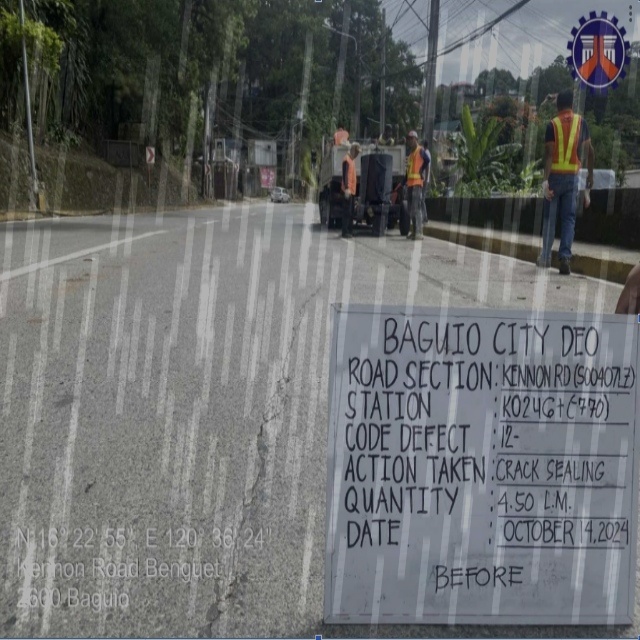 BAGUIO CITY DEO
ROAD SECTION : KENNON RD (S00407LZ)
STATION : K0246+(-770)
CODE DEFECT : 12-
ACTION TAKEN : CRACK SEALING
QUANTITY : 4.50 L.M.
DATE : OCTOBER 14, 2024
BEFORE
N 16° 22' 55" E 120° 36' 24"
Kennon Road Benguet
2600 Baguio